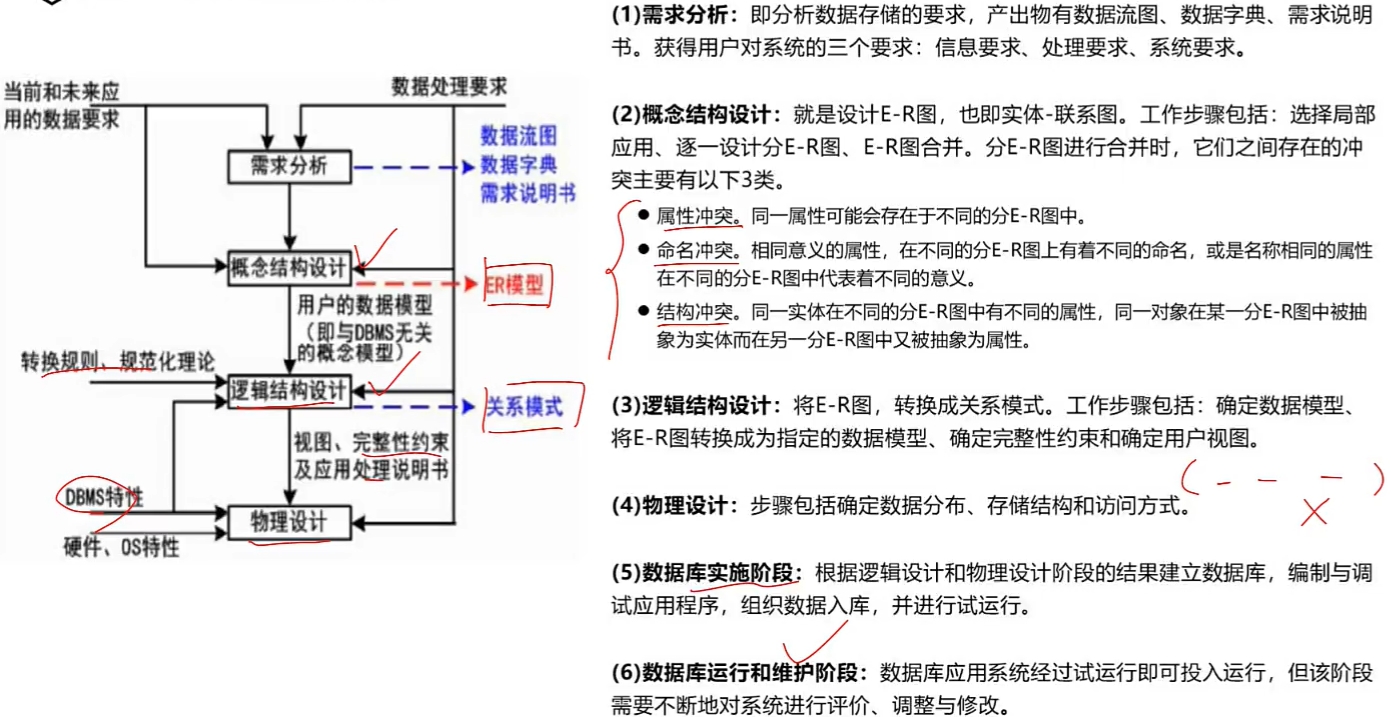 当前和未来应
用的数据要求
数据处理要求
需求分析
数据流图
数据字典
需求说明书
概念结构设计
ER模型
用户的数据模型
（即与DBMS无关
的概念模型）
转换规则、规范化理论
逻辑结构设计
关系模式
视图、完整性约束
及应用处理说明书
DBMS特性
物理设计
硬件、OS特性
(1)需求分析：即分析数据存储的要求，产出物有数据流图、数据字典、需求说明
书。获得用户对系统的三个要求：信息要求、处理要求、系统要求。
(2)概念结构设计：就是设计E-R图，也即实体-联系图。工作步骤包括：选择局部
应用、逐一设计分E-R图、E-R图合并。分E-R图进行合并时，它们之间存在的冲
突主要有以下3类。
● 属性冲突。同一属性可能会存在于不同的分E-R图中。
● 命名冲突。相同意义的属性，在不同的分E-R图上有着不同的命名，或是名称相同的属性
在不同的分E-R图中代表着不同的意义。
● 结构冲突。同一实体在不同的分E-R图中有不同的属性，同一对象在某一分E-R图中被抽
象为实体而在另一分E-R图中又被抽象为属性。
(3)逻辑结构设计：将E-R图，转换成关系模式。工作步骤包括：确定数据模型、
将E-R图转换成为指定的数据模型、确定完整性约束和确定用户视图。
(4)物理设计：步骤包括确定数据分布、存储结构和访问方式。
(5)数据库实施阶段：根据逻辑设计和物理设计阶段的结果建立数据库，编制与调
试应用程序，组织数据入库，并进行试运行。
(6)数据库运行和维护阶段：数据库应用系统经过试运行即可投入运行，但该阶段
需要不断地对系统进行评价、调整与修改。